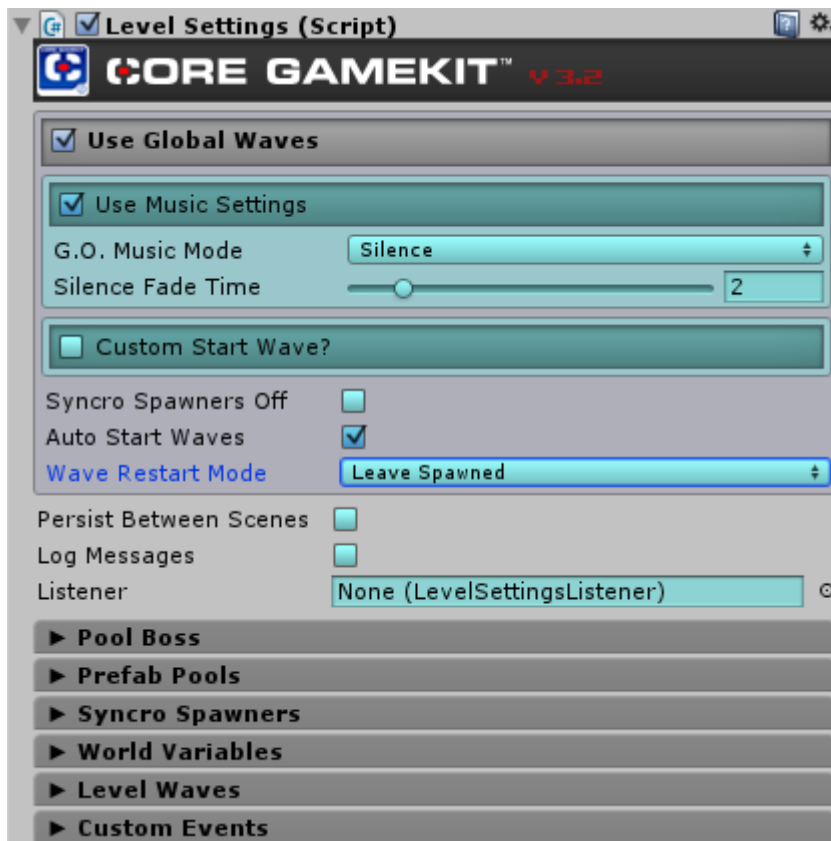 Level Settings (Script)
CORE GAMEKIT™ V 3.2
Use Global Waves
Use Music Settings
G.O. Music Mode Silence
Silence Fade Time 2
Custom Start Wave?
Syncro Spawners Off
Auto Start Waves
Wave Restart Mode Leave Spawned
Persist Between Scenes
Log Messages
Listener None (LevelSettingsListener)
Pool Boss
Prefab Pools
Syncro Spawners
World Variables
Level Waves
Custom Events